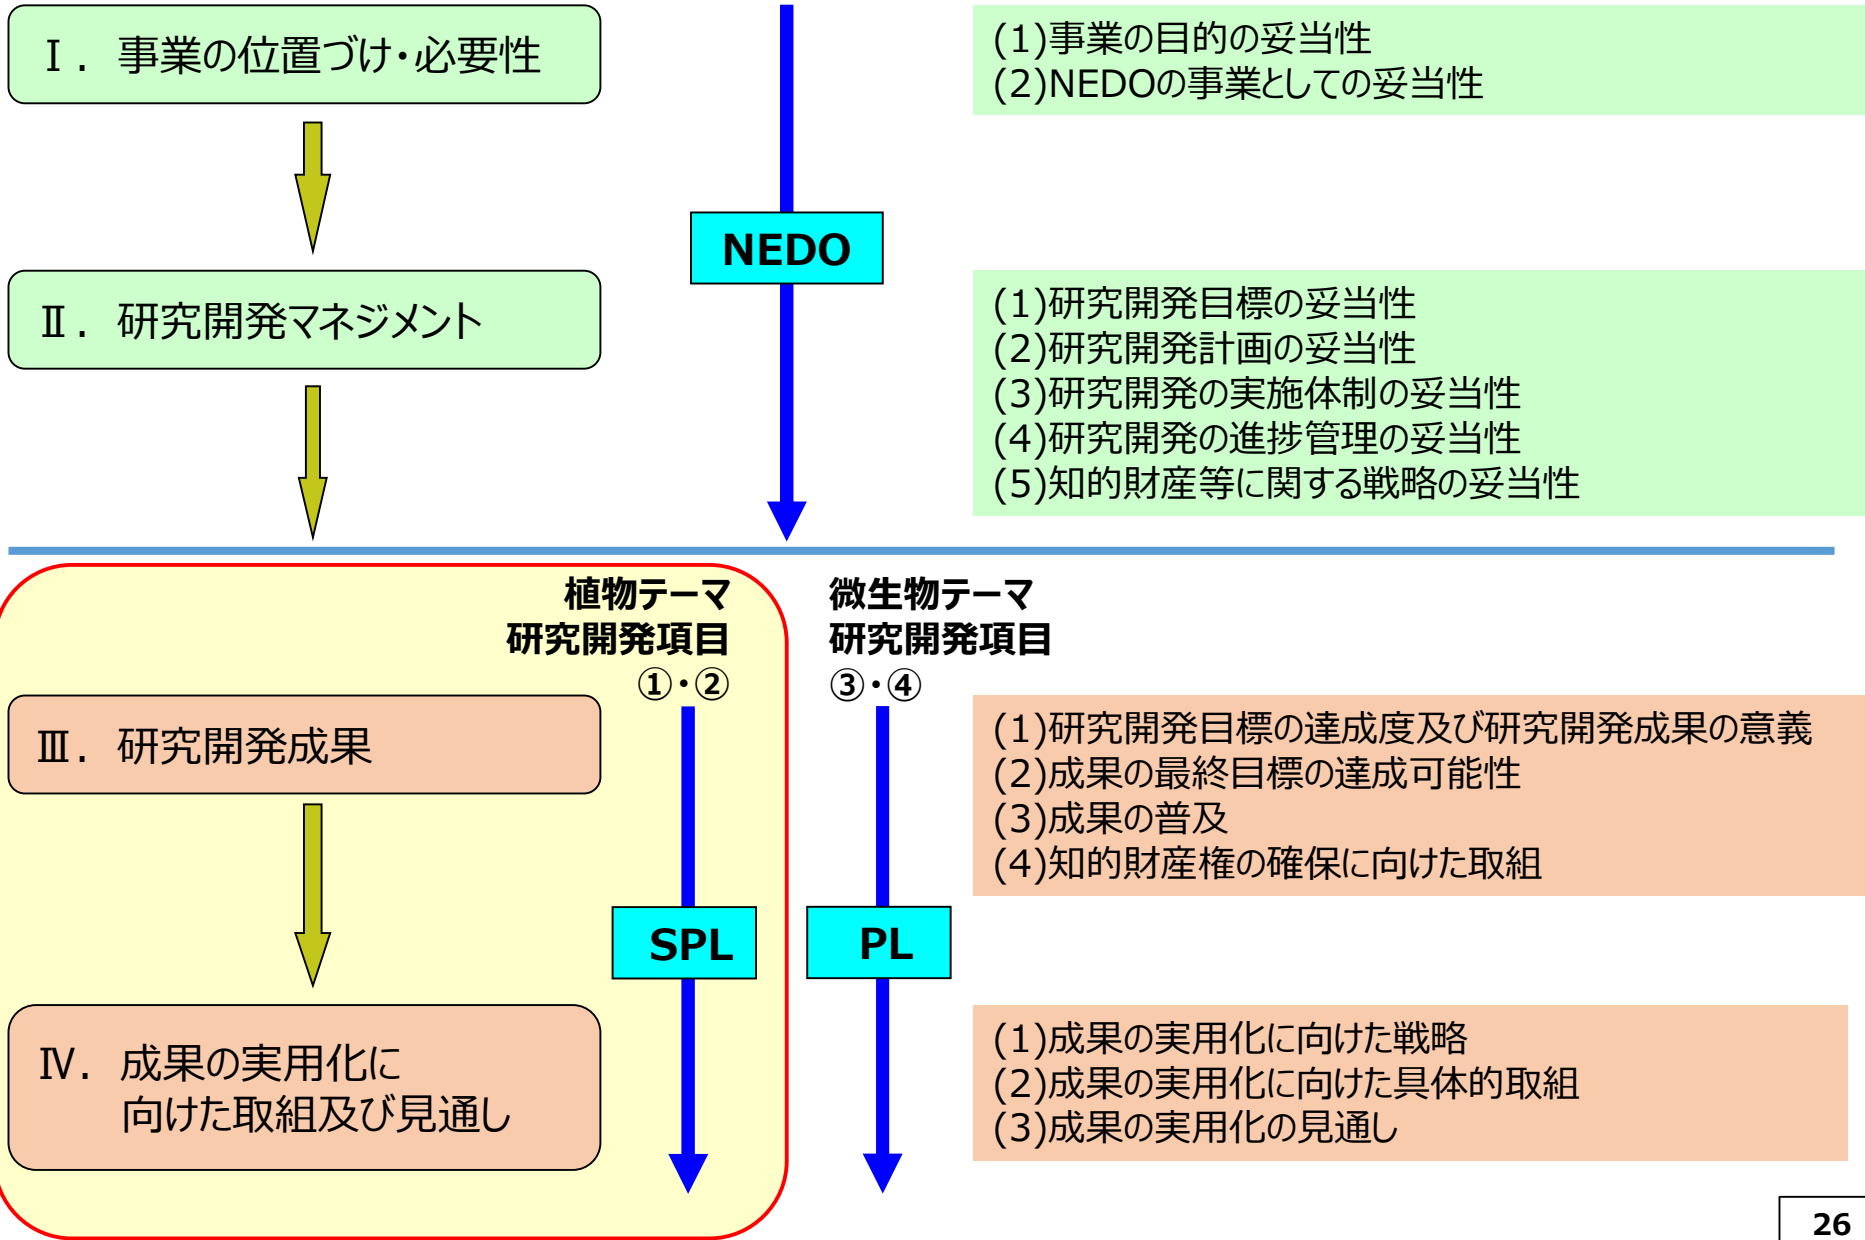 Ⅰ. 事業の位置づけ・必要性
(1)事業の目的の妥当性
(2)NEDOの事業としての妥当性
NEDO
Ⅱ. 研究開発マネジメント
(1)研究開発目標の妥当性
(2)研究開発計画の妥当性
(3)研究開発の実施体制の妥当性
(4)研究開発の進捗管理の妥当性
(5)知的財産等に関する戦略の妥当性
植物テーマ
研究開発項目
①・②
微生物テーマ
研究開発項目
③・④
Ⅲ. 研究開発成果
(1)研究開発目標の達成度及び研究開発成果の意義
(2)成果の最終目標の達成可能性
(3)成果の普及
(4)知的財産権の確保に向けた取組
SPL
PL
Ⅳ. 成果の実用化に
向けた取組及び見通し
(1)成果の実用化に向けた戦略
(2)成果の実用化に向けた具体的取組
(3)成果の実用化の見通し
26